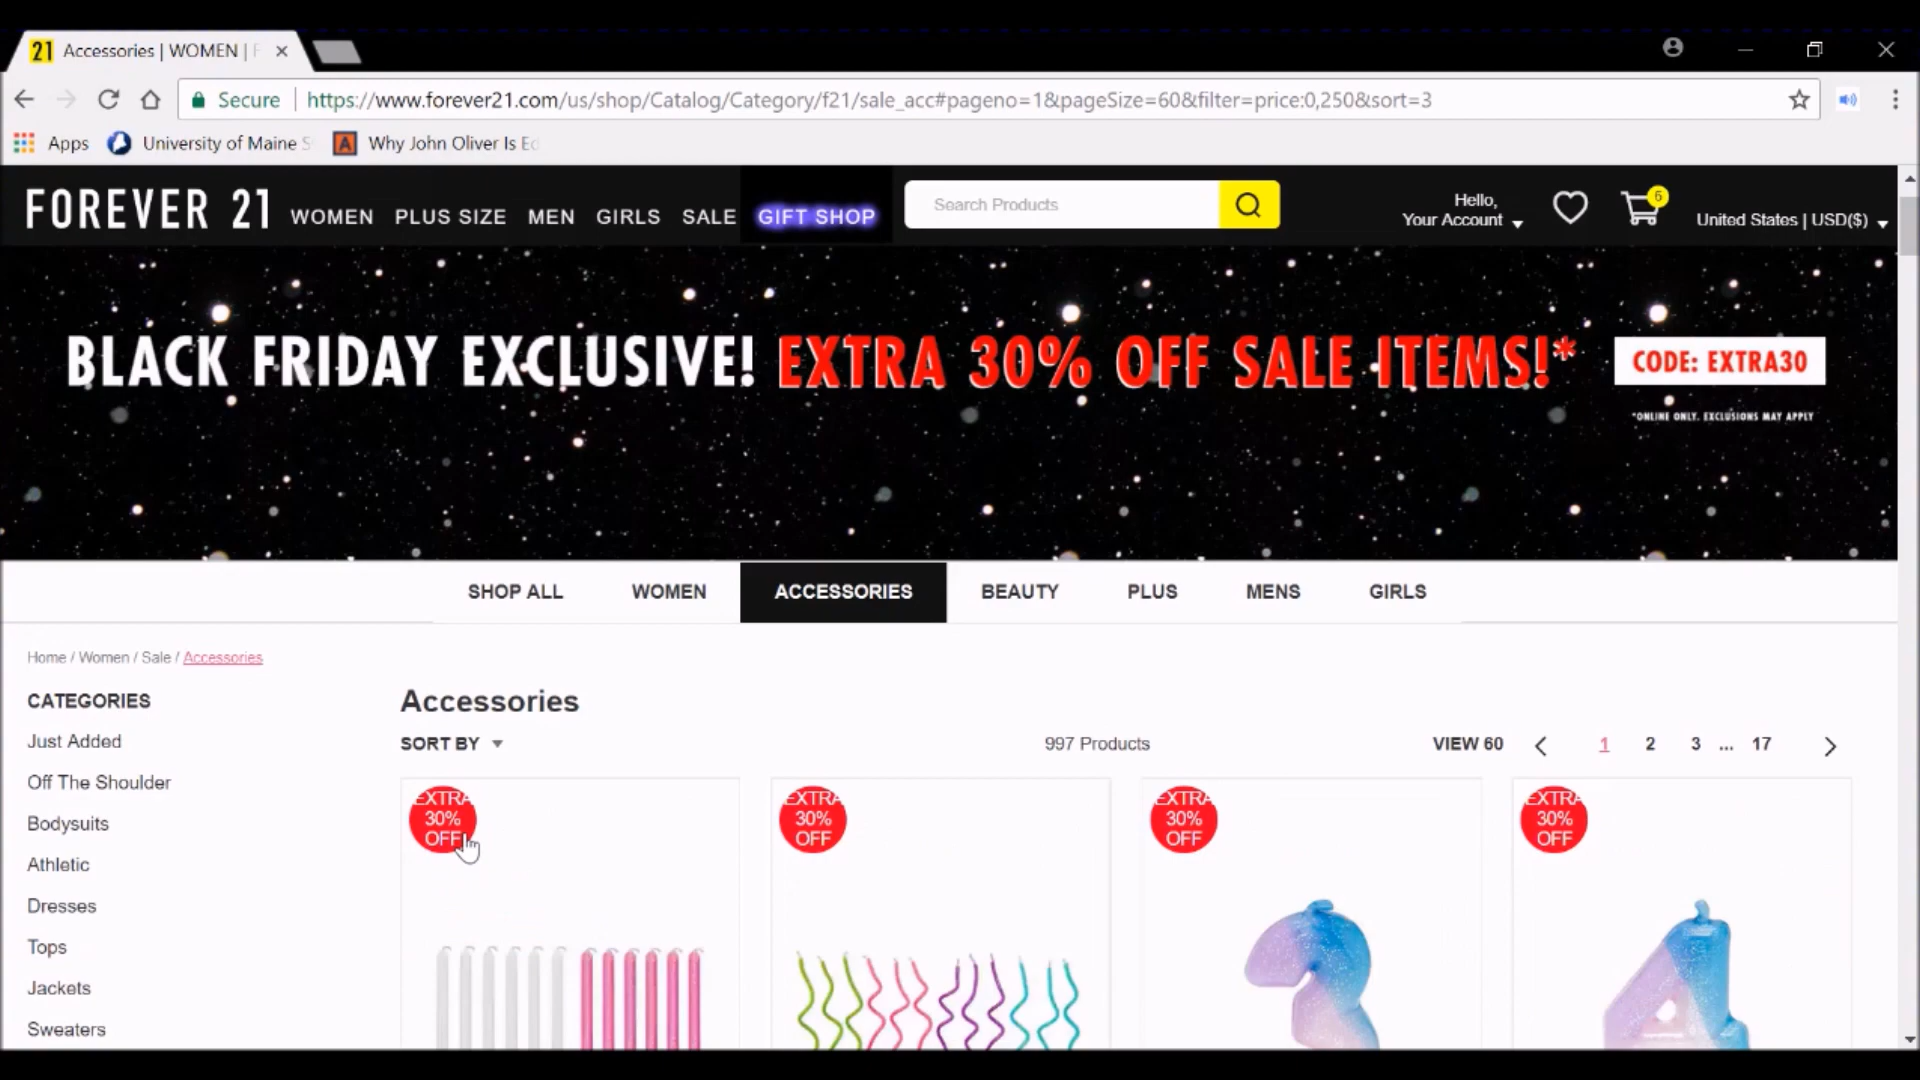 21 Accessories | WOMEN | F
Secure https://www.forever21.com/us/shop/Catalog/Category/f21/sale_acc#pageno=1&pageSize=60&filter=price:0,250&sort=3
Apps University of Maine S Why John Oliver Is Ed
FOREVER 21 WOMEN PLUS SIZE MEN GIRLS SALE GIFT SHOP Search Products
Hello,
Your Account
6
United States | USD($)
BLACK FRIDAY EXCLUSIVE! EXTRA 30% OFF SALE ITEMS!* CODE: EXTRA30
*ONLINE ONLY. EXCLUSIONS MAY APPLY
SHOP ALL WOMEN ACCESSORIES BEAUTY PLUS MENS GIRLS
Home / Women / Sale / Accessories
CATEGORIES
Just Added
Off The Shoulder
Bodysuits
Athletic
Dresses
Tops
Jackets
Sweaters
Accessories
SORT BY 997 Products VIEW 60 1 2 3 ... 17
EXTRA
30%
OFF
EXTRA
30%
OFF
EXTRA
30%
OFF
EXTRA
30%
OFF